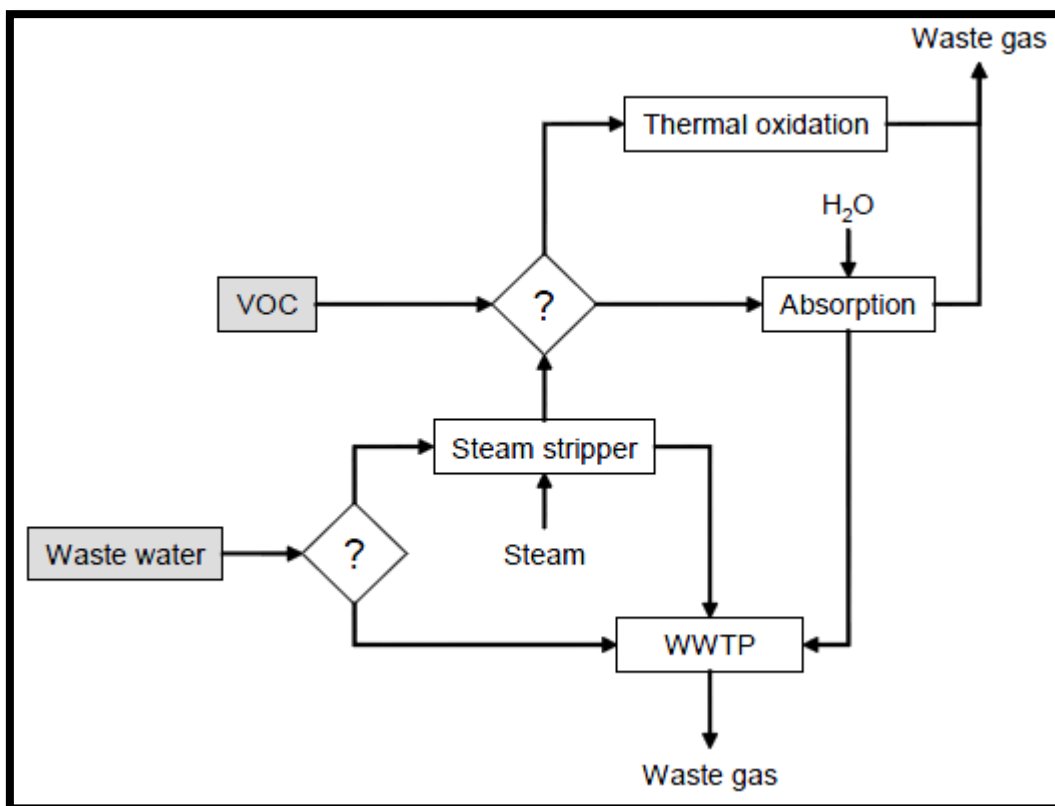 Waste gas
Thermal oxidation
H₂O
VOC
?
Absorption
Steam stripper
Waste water
?
Steam
WWTP
Waste gas